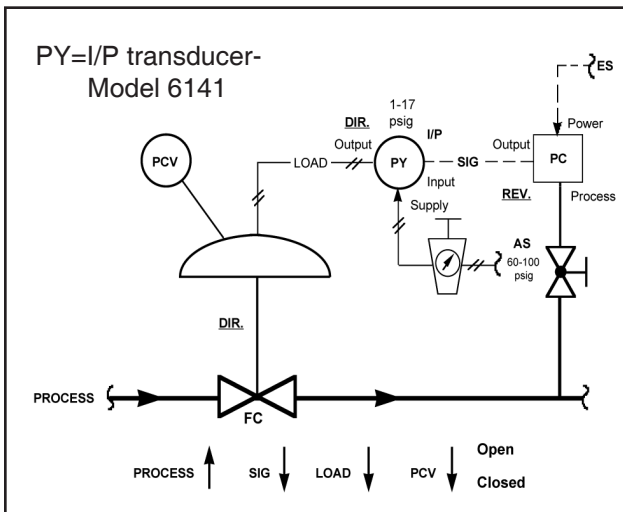 PY=I/P transducer-
Model 6141
ES
1-17
psig
DIR.
I/P
Power
Output
Output
PCV
LOAD
PY
SIG
PC
Input
REV.
Process
Supply
AS
60-100
psig
DIR.
PROCESS
FC
PROCESS
SIG
LOAD
PCV
Open
Closed